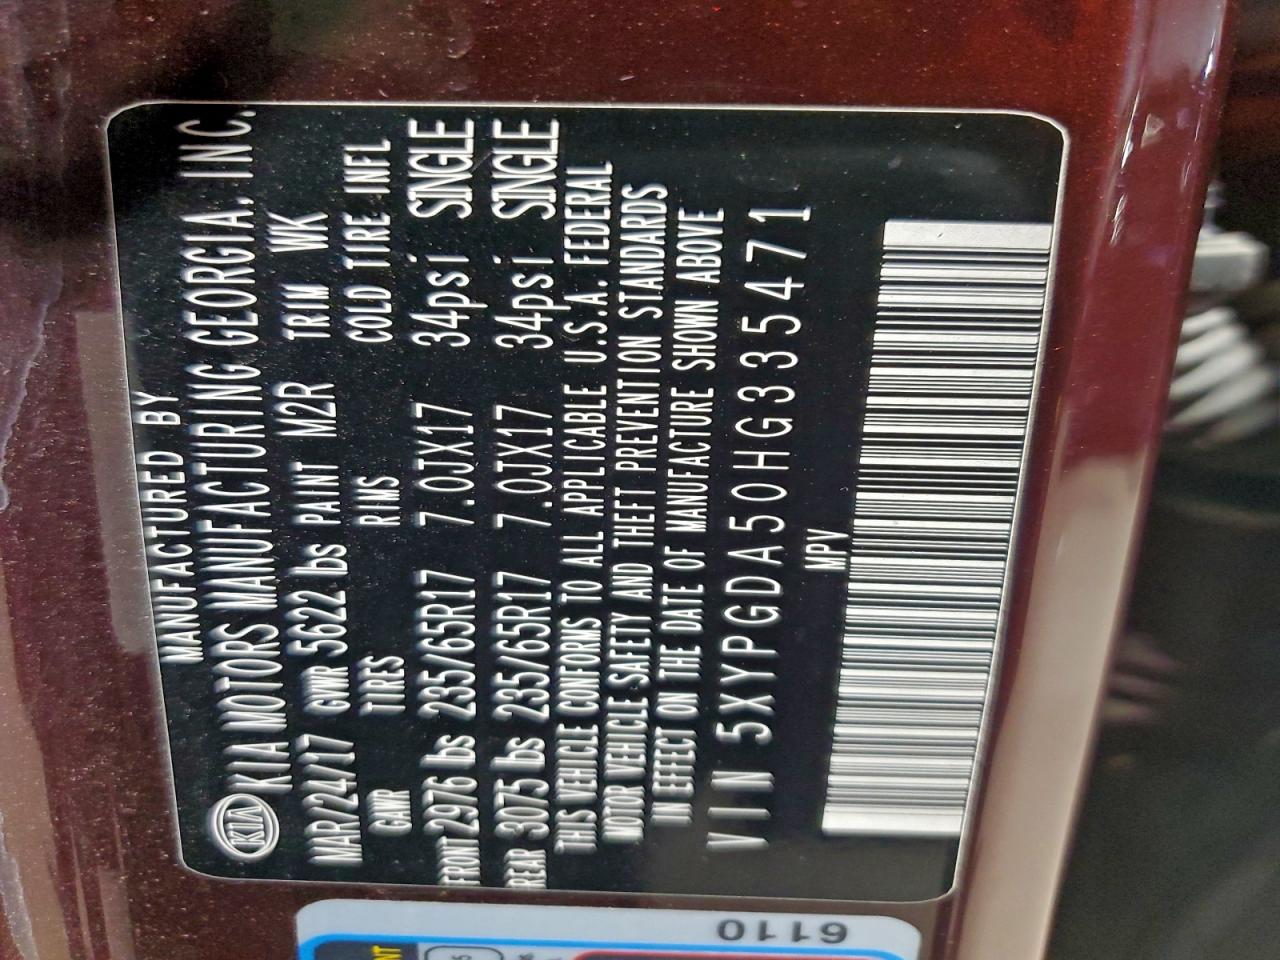 MANUFACTURED BY
KIA KIA MOTORS MANUFACTURING GEORGIA. INC.
MAR/24/17 GVWR 5622 lbs PAINT M2R TRIM WK
GAWR TIRES RIMS COLD TIRE INFL
FRONT 2976 lbs 235/65R17 7.0JX17 34psi SINGLE
REAR 3075 lbs 235/65R17 7.0JX17 34psi SINGLE
THIS VEHICLE CONFORMS TO ALL APPLICABLE U.S.A. FEDERAL
MOTOR VEHICLE SAFETY AND THEFT PREVENTION STANDARDS
IN EFFECT ON THE DATE OF MANUFACTURE SHOWN ABOVE
VIN 5XYPGDA50HG335471
MPV
6110